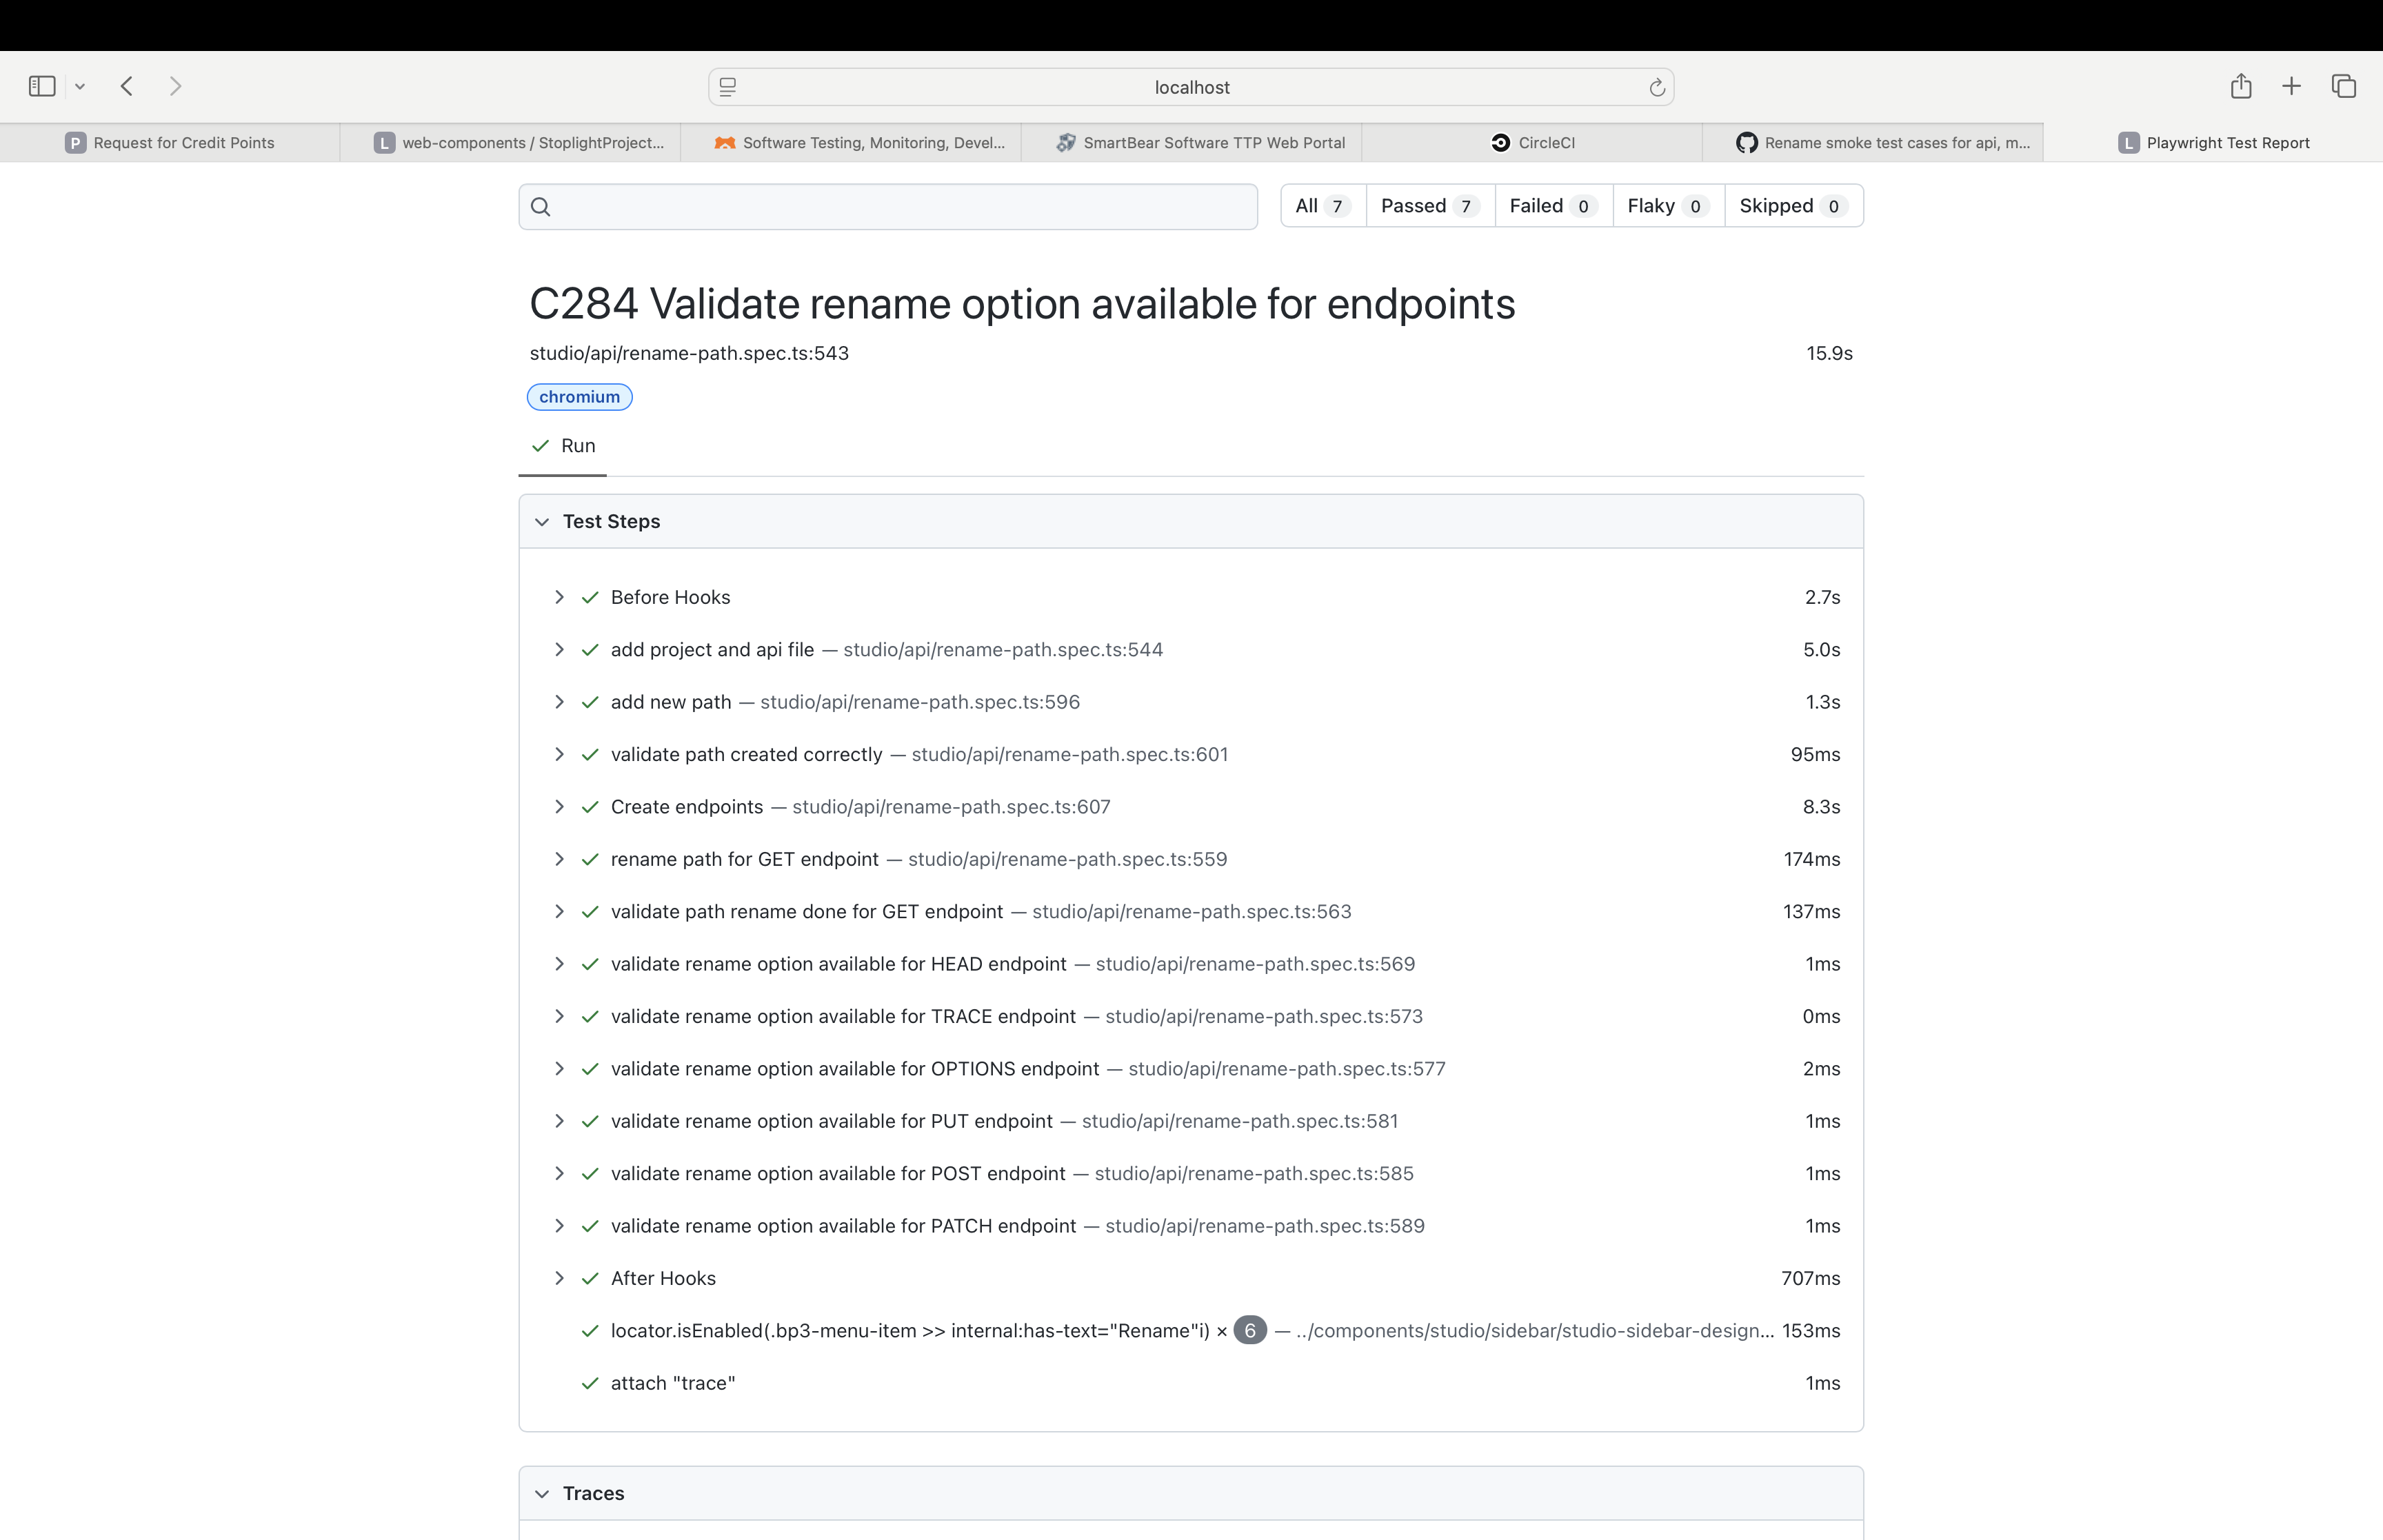 localhost
P Request for Credit Points
L web-components / StoplightProject...
Software Testing, Monitoring, Devel...
SmartBear Software TTP Web Portal
CircleCI
Rename smoke test cases for api, m...
L Playwright Test Report
All 7 Passed 7 Failed 0 Flaky 0 Skipped 0
C284 Validate rename option available for endpoints
studio/api/rename-path.spec.ts:543 15.9s
chromium
Run
Test Steps
Before Hooks 2.7s
add project and api file — studio/api/rename-path.spec.ts:544 5.0s
add new path — studio/api/rename-path.spec.ts:596 1.3s
validate path created correctly — studio/api/rename-path.spec.ts:601 95ms
Create endpoints — studio/api/rename-path.spec.ts:607 8.3s
rename path for GET endpoint — studio/api/rename-path.spec.ts:559 174ms
validate path rename done for GET endpoint — studio/api/rename-path.spec.ts:563 137ms
validate rename option available for HEAD endpoint — studio/api/rename-path.spec.ts:569 1ms
validate rename option available for TRACE endpoint — studio/api/rename-path.spec.ts:573 0ms
validate rename option available for OPTIONS endpoint — studio/api/rename-path.spec.ts:577 2ms
validate rename option available for PUT endpoint — studio/api/rename-path.spec.ts:581 1ms
validate rename option available for POST endpoint — studio/api/rename-path.spec.ts:585 1ms
validate rename option available for PATCH endpoint — studio/api/rename-path.spec.ts:589 1ms
After Hooks 707ms
locator.isEnabled(.bp3-menu-item >> internal:has-text="Rename"i) × 6 — ../components/studio/sidebar/studio-sidebar-design... 153ms
attach "trace" 1ms
Traces